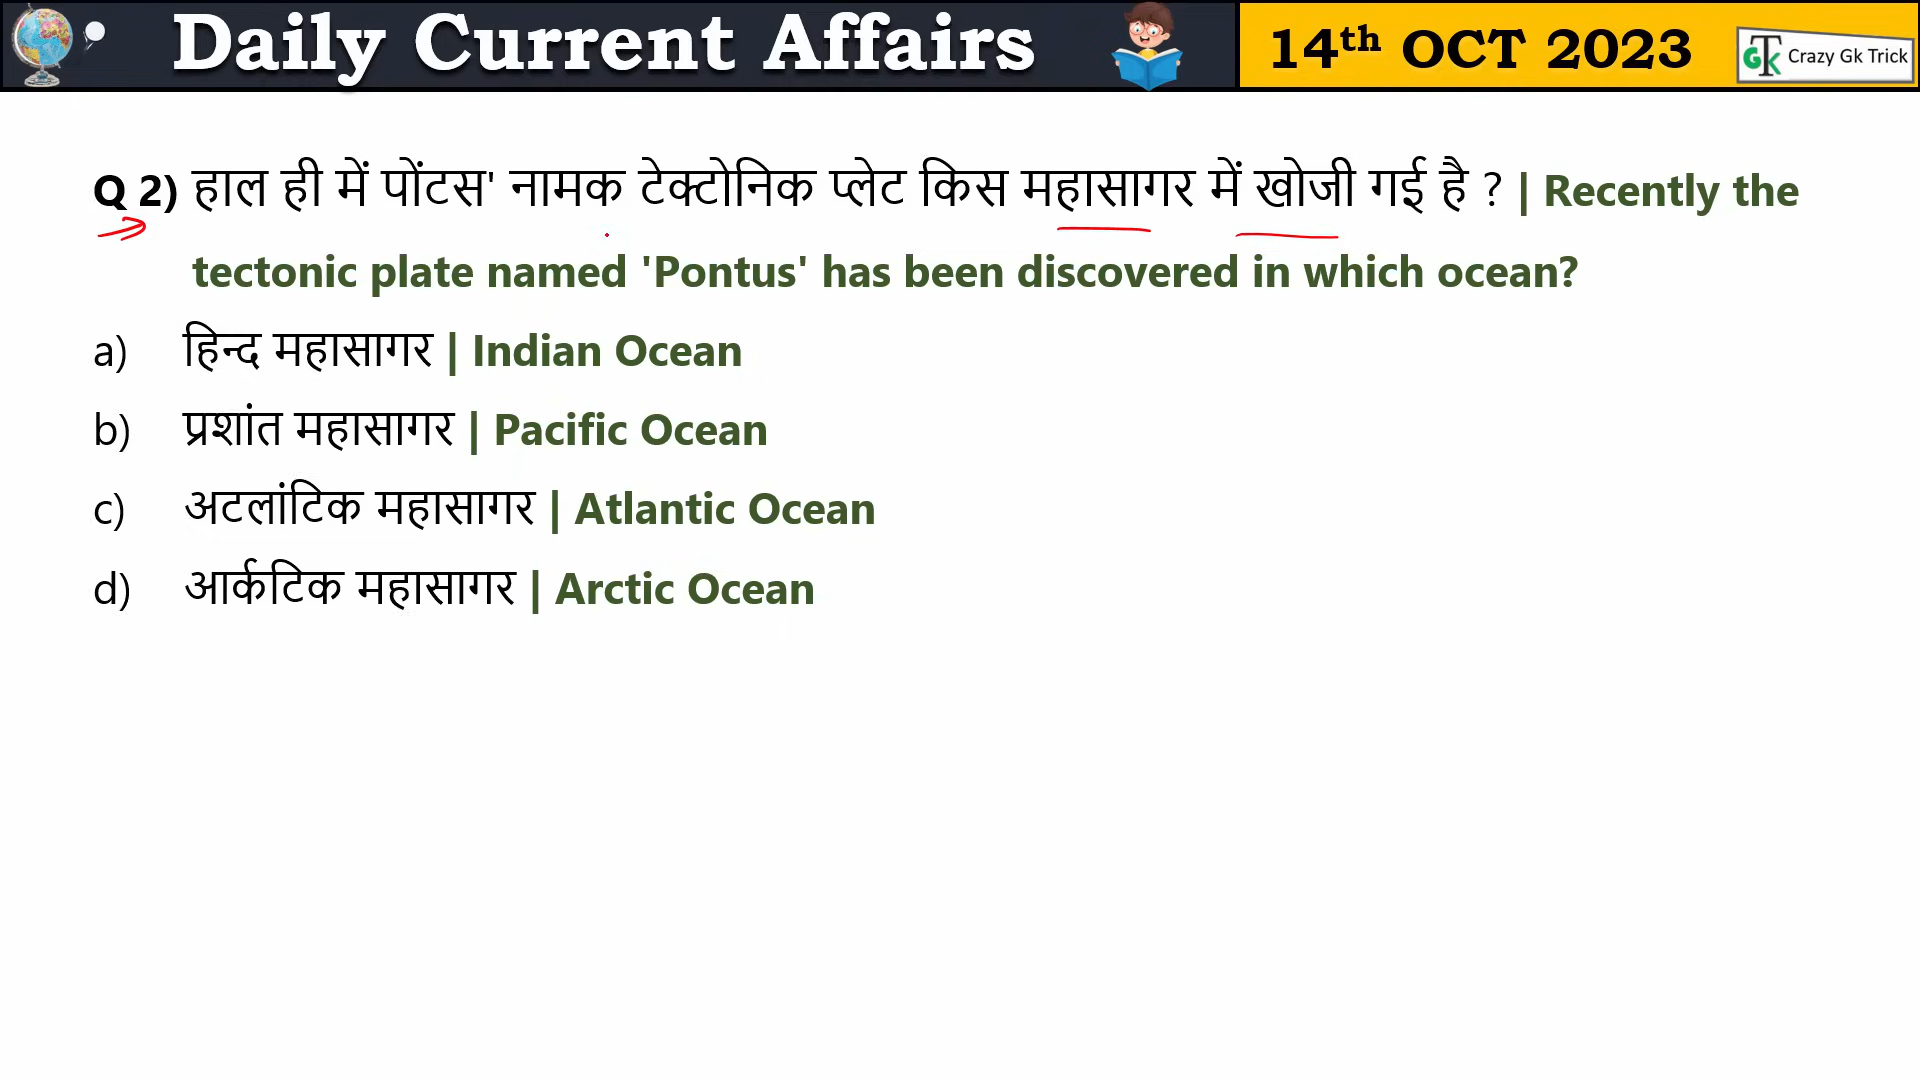 Daily Current Affairs
14th OCT 2023
GTK Crazy Gk Trick
Q 2) हाल ही में पोंटस' नामक टेक्टोनिक प्लेट किस महासागर में खोजी गई है ? | Recently the
tectonic plate named 'Pontus' has been discovered in which ocean?
a) हिन्द महासागर | Indian Ocean
b) प्रशांत महासागर | Pacific Ocean
c) अटलांटिक महासागर | Atlantic Ocean
d) आर्कटिक महासागर | Arctic Ocean